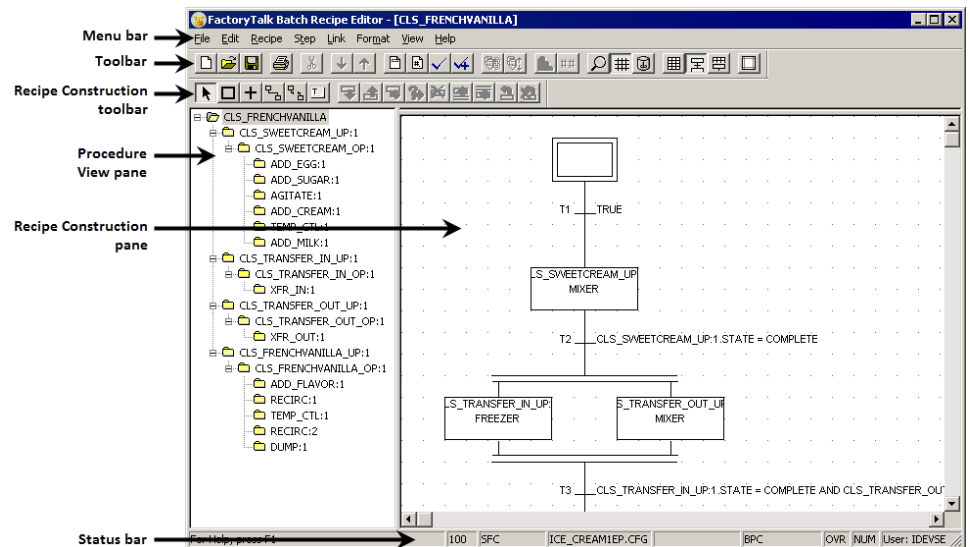 FactoryTalk Batch Recipe Editor - [CLS_FRENCHVANILLA]
Menu bar
File Edit Recipe Step Link Format View Help
Toolbar
Recipe Construction
toolbar
Procedure
View pane
Recipe Construction
pane
CLS_FRENCHVANILLA
CLS_SWEETCREAM_UP:1
CLS_SWEETCREAM_OP:1
ADD_EGG:1
ADD_SUGAR:1
AGITATE:1
ADD_CREAM:1
TEMP_CTL:1
ADD_MILK:1
CLS_TRANSFER_IN_UP:1
CLS_TRANSFER_IN_OP:1
XFR_IN:1
CLS_TRANSFER_OUT_UP:1
CLS_TRANSFER_OUT_OP:1
XFR_OUT:1
CLS_FRENCHVANILLA_UP:1
CLS_FRENCHVANILLA_OP:1
ADD_FLAVOR:1
RECIRC:1
TEMP_CTL:1
RECIRC:2
DUMP:1
T1 TRUE
LS_SWEETCREAM_UP
MIXER
T2 CLS_SWEETCREAM_UP:1.STATE = COMPLETE
LS_TRANSFER_IN_UP:
FREEZER
S_TRANSFER_OUT_UP
MIXER
T3 CLS_TRANSFER_IN_UP:1.STATE = COMPLETE AND CLS_TRANSFER_OU
Status bar
For Help, press F1 100 SFC ICE_CREAM1EP.CFG BPC OVR NUM User: IDEVSE